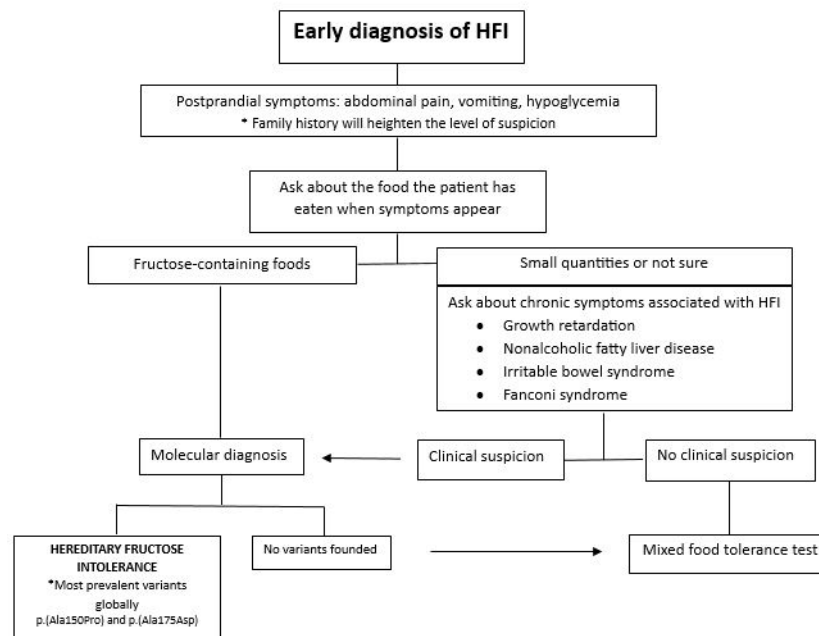 Early diagnosis of HFI
Postprandial symptoms: abdominal pain, vomiting, hypoglycemia
* Family history will heighten the level of suspicion
Ask about the food the patient has
eaten when symptoms appear
Fructose-containing foods
Small quantities or not sure
Ask about chronic symptoms associated with HFI
• Growth retardation
• Nonalcoholic fatty liver disease
• Irritable bowel syndrome
• Fanconi syndrome
Molecular diagnosis
Clinical suspicion
No clinical suspicion
HEREDITARY FRUCTOSE
INTOLERANCE
*Most prevalent variants
globally
p.(Ala150Pro) and p.(Ala175Asp)
No variants founded
Mixed food tolerance test